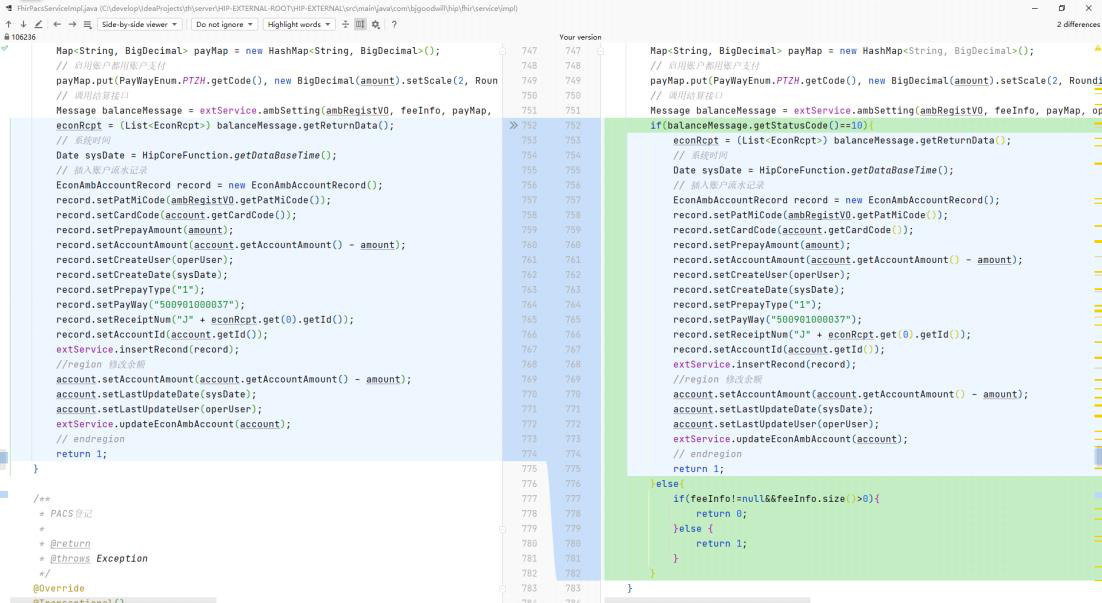 FhirPacsServiceImpl.java (C:\develop\IdeaProjects\th\server\HIP-EXTERNAL-ROOT\HIP-EXTERNAL\src\main\java\com\bjgoodwill\hip\fhir\service\impl)
Side-by-side viewer Do not ignore Highlight words ? 2 differences
106236 Your version
Map<String, BigDecimal> payMap = new HashMap<String, BigDecimal>(); 747 747 Map<String, BigDecimal> payMap = new HashMap<String, BigDecimal>();
// 启用账户都用账户支付 748 748 // 启用账户都用账户支付
payMap.put(PayWayEnum.PTZH.getCode(), new BigDecimal(amount).setScale(2, Roun 749 749 payMap.put(PayWayEnum.PTZH.getCode(), new BigDecimal(amount).setScale(2, Roundi
// 调用结算接口 750 750 // 调用结算接口
Message balanceMessage = extService.ambSetting(ambRegistVO, feeInfo, payMap, 751 751 Message balanceMessage = extService.ambSetting(ambRegistVO, feeInfo, payMap, op
econRcpt = (List<EconRcpt>) balanceMessage.getReturnData(); 752 752 if(balanceMessage.getStatusCode()==10){
// 系统时间 753 753 econRcpt = (List<EconRcpt>) balanceMessage.getReturnData();
Date sysDate = HipCoreFunction.getDataBaseTime(); 754 754 // 系统时间
// 插入账户流水记录 755 755 Date sysDate = HipCoreFunction.getDataBaseTime();
EconAmbAccountRecord record = new EconAmbAccountRecord(); 756 756 // 插入账户流水记录
record.setPatMiCode(ambRegistVO.getPatMiCode()); 757 757 EconAmbAccountRecord record = new EconAmbAccountRecord();
record.setCardCode(account.getCardCode()); 758 758 record.setPatMiCode(ambRegistVO.getPatMiCode());
record.setPrepayAmount(amount); 759 759 record.setCardCode(account.getCardCode());
record.setAccountAmount(account.getAccountAmount() - amount); 760 760 record.setPrepayAmount(amount);
record.setCreateUser(operUser); 761 761 record.setAccountAmount(account.getAccountAmount() - amount);
record.setCreateDate(sysDate); 762 762 record.setCreateUser(operUser);
record.setPrepayType("1"); 763 763 record.setCreateDate(sysDate);
record.setPayWay("500901000037"); 764 764 record.setPrepayType("1");
record.setReceiptNum("J" + econRcpt.get(0).getId()); 765 765 record.setPayWay("500901000037");
record.setAccountId(account.getId()); 766 766 record.setReceiptNum("J" + econRcpt.get(0).getId());
extService.insertRecond(record); 767 767 record.setAccountId(account.getId());
//region 修改余额 768 768 extService.insertRecond(record);
account.setAccountAmount(account.getAccountAmount() - amount); 769 769 //region 修改余额
account.setLastUpdateDate(sysDate); 770 770 account.setAccountAmount(account.getAccountAmount() - amount);
account.setLastUpdateUser(operUser); 771 771 account.setLastUpdateDate(sysDate);
extService.updateEconAmbAccount(account); 772 772 account.setLastUpdateUser(operUser);
// endregion 773 773 extService.updateEconAmbAccount(account);
return 1; 774 774 // endregion
} 775 775 return 1;
776 776 }else{
/** 777 777 if(feeInfo!=null&&feeInfo.size()>0){
* PACS登记 778 778 return 0;
* 779 779 }else {
* @return 780 780 return 1;
* @throws Exception 781 781 }
*/ 782 782 }
@Override 783 783 }
@Transactional() 784 784